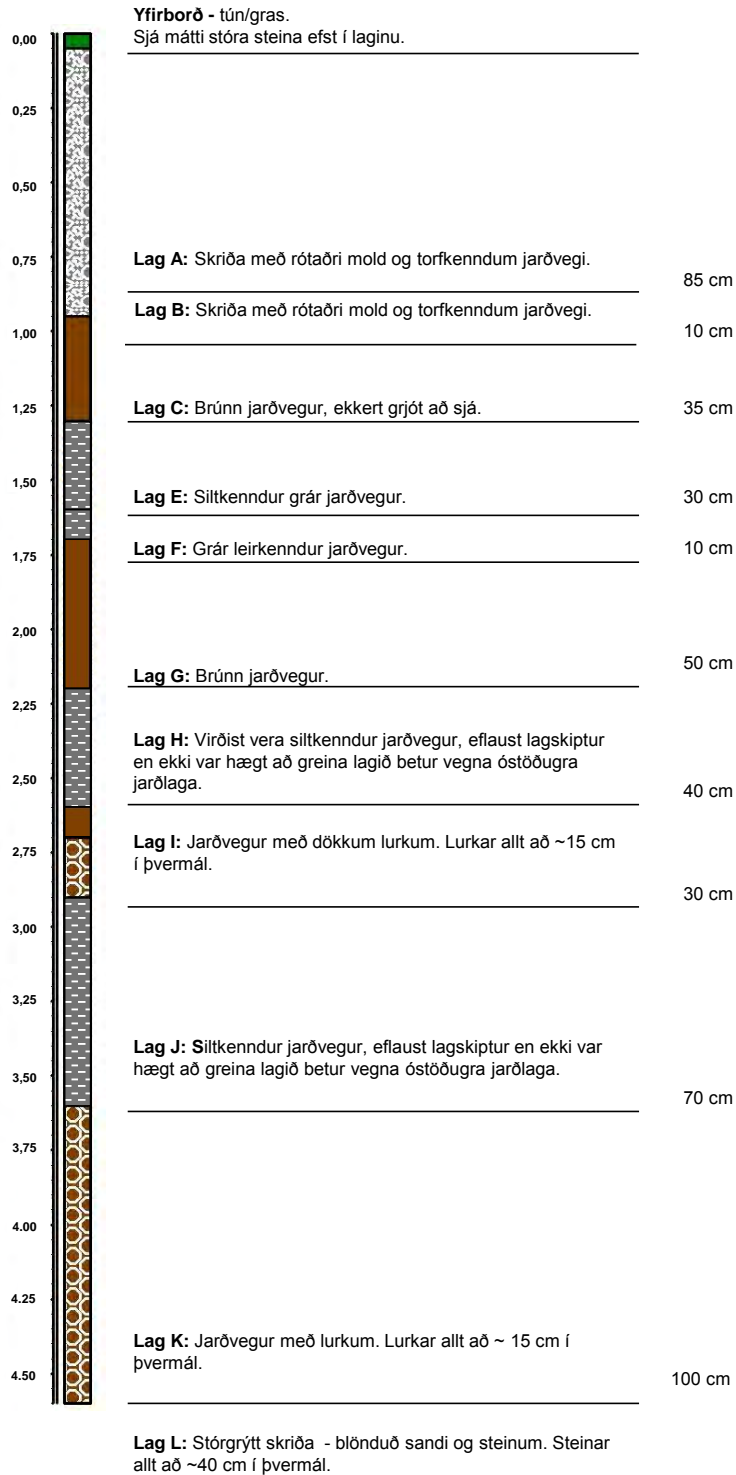 Yfirborð - tún/gras.
Sjá mátti stóra steina efst í laginu.
0,00
0,25
0,50
0,75
Lag A: Skriða með rótaðri mold og torfkenndum jarðvegi.
85 cm
Lag B: Skriða með rótaðri mold og torfkenndum jarðvegi.
1,00
10 cm
1,25
Lag C: Brúnn jarðvegur, ekkert grjót að sjá.
35 cm
1,50
Lag E: Siltkenndur grár jarðvegur.
30 cm
1,75
Lag F: Grár leirkenndur jarðvegur.
10 cm
2,00
Lag G: Brúnn jarðvegur.
50 cm
2,25
Lag H: Virðist vera siltkenndur jarðvegur, eflaust lagskiptur
en ekki var hægt að greina lagið betur vegna óstöðugra
jarðlaga.
2,50
40 cm
2,75
Lag I: Jarðvegur með dökkum lurkum. Lurkar allt að ~15 cm
í þvermál.
30 cm
3,00
3,25
Lag J: Siltkenndur jarðvegur, eflaust lagskiptur en ekki var
hægt að greina lagið betur vegna óstöðugra jarðlaga.
3,50
70 cm
3,75
4.00
4.25
Lag K: Jarðvegur með lurkum. Lurkar allt að ~ 15 cm í
þvermál.
4.50
100 cm
Lag L: Stórgrýtt skriða - blönduð sandi og steinum. Steinar
allt að ~40 cm í þvermál.